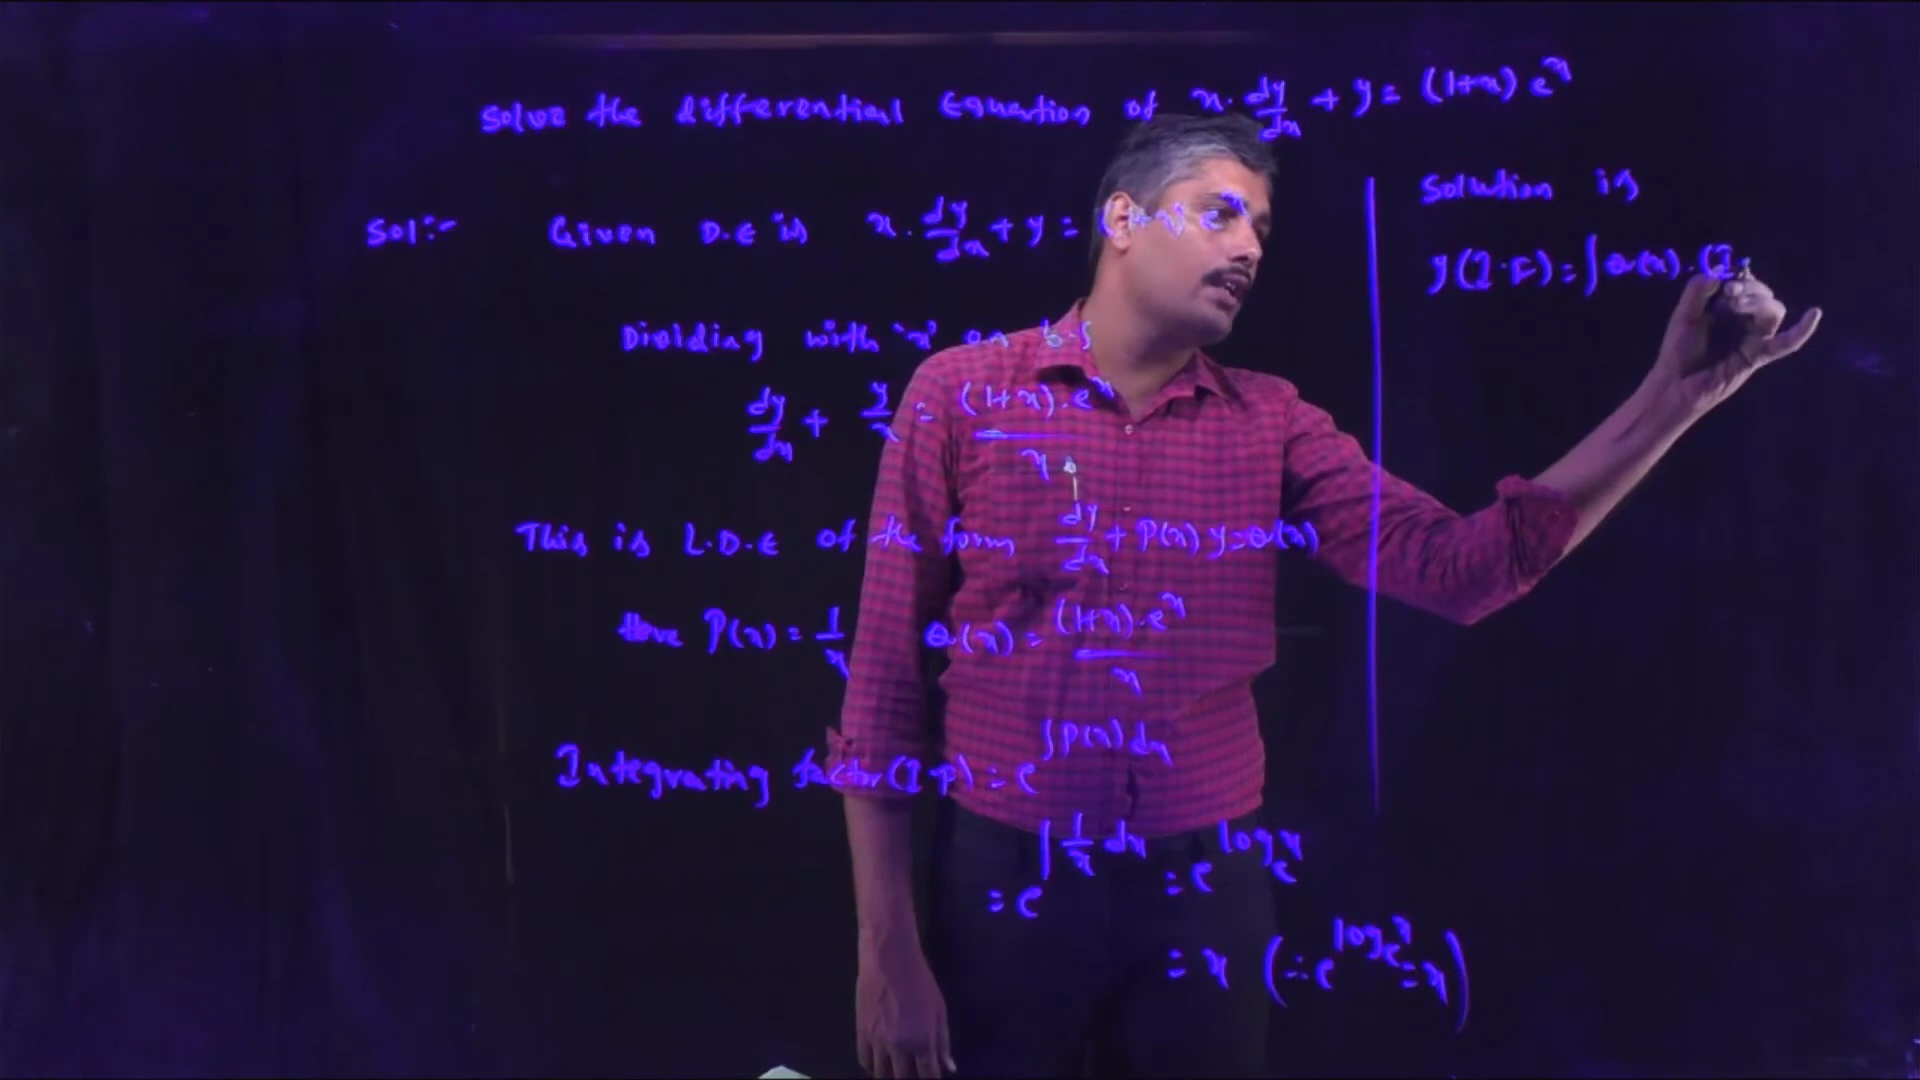 Solve the differential Equation of x. dy/dx + y = (1+x) e^x
Sol:- Given D.E is x. dy/dx + y = (1+x)
Dividing with 'x' on b.s
dy/dx + y/x = (1+x).e^x / x
This is L.D.E of the form dy/dx + P(x) y = Q(x)
Here P(x) = 1/x Q(x) = (1+x).e^x / x
Integrating factor (I.F) = e^∫P(x) dx
= e^∫1/x dx = e^log_e x
= x (∵ e^log_e x = x)
Solution is
y (I.F) = ∫ Q(x). (I.